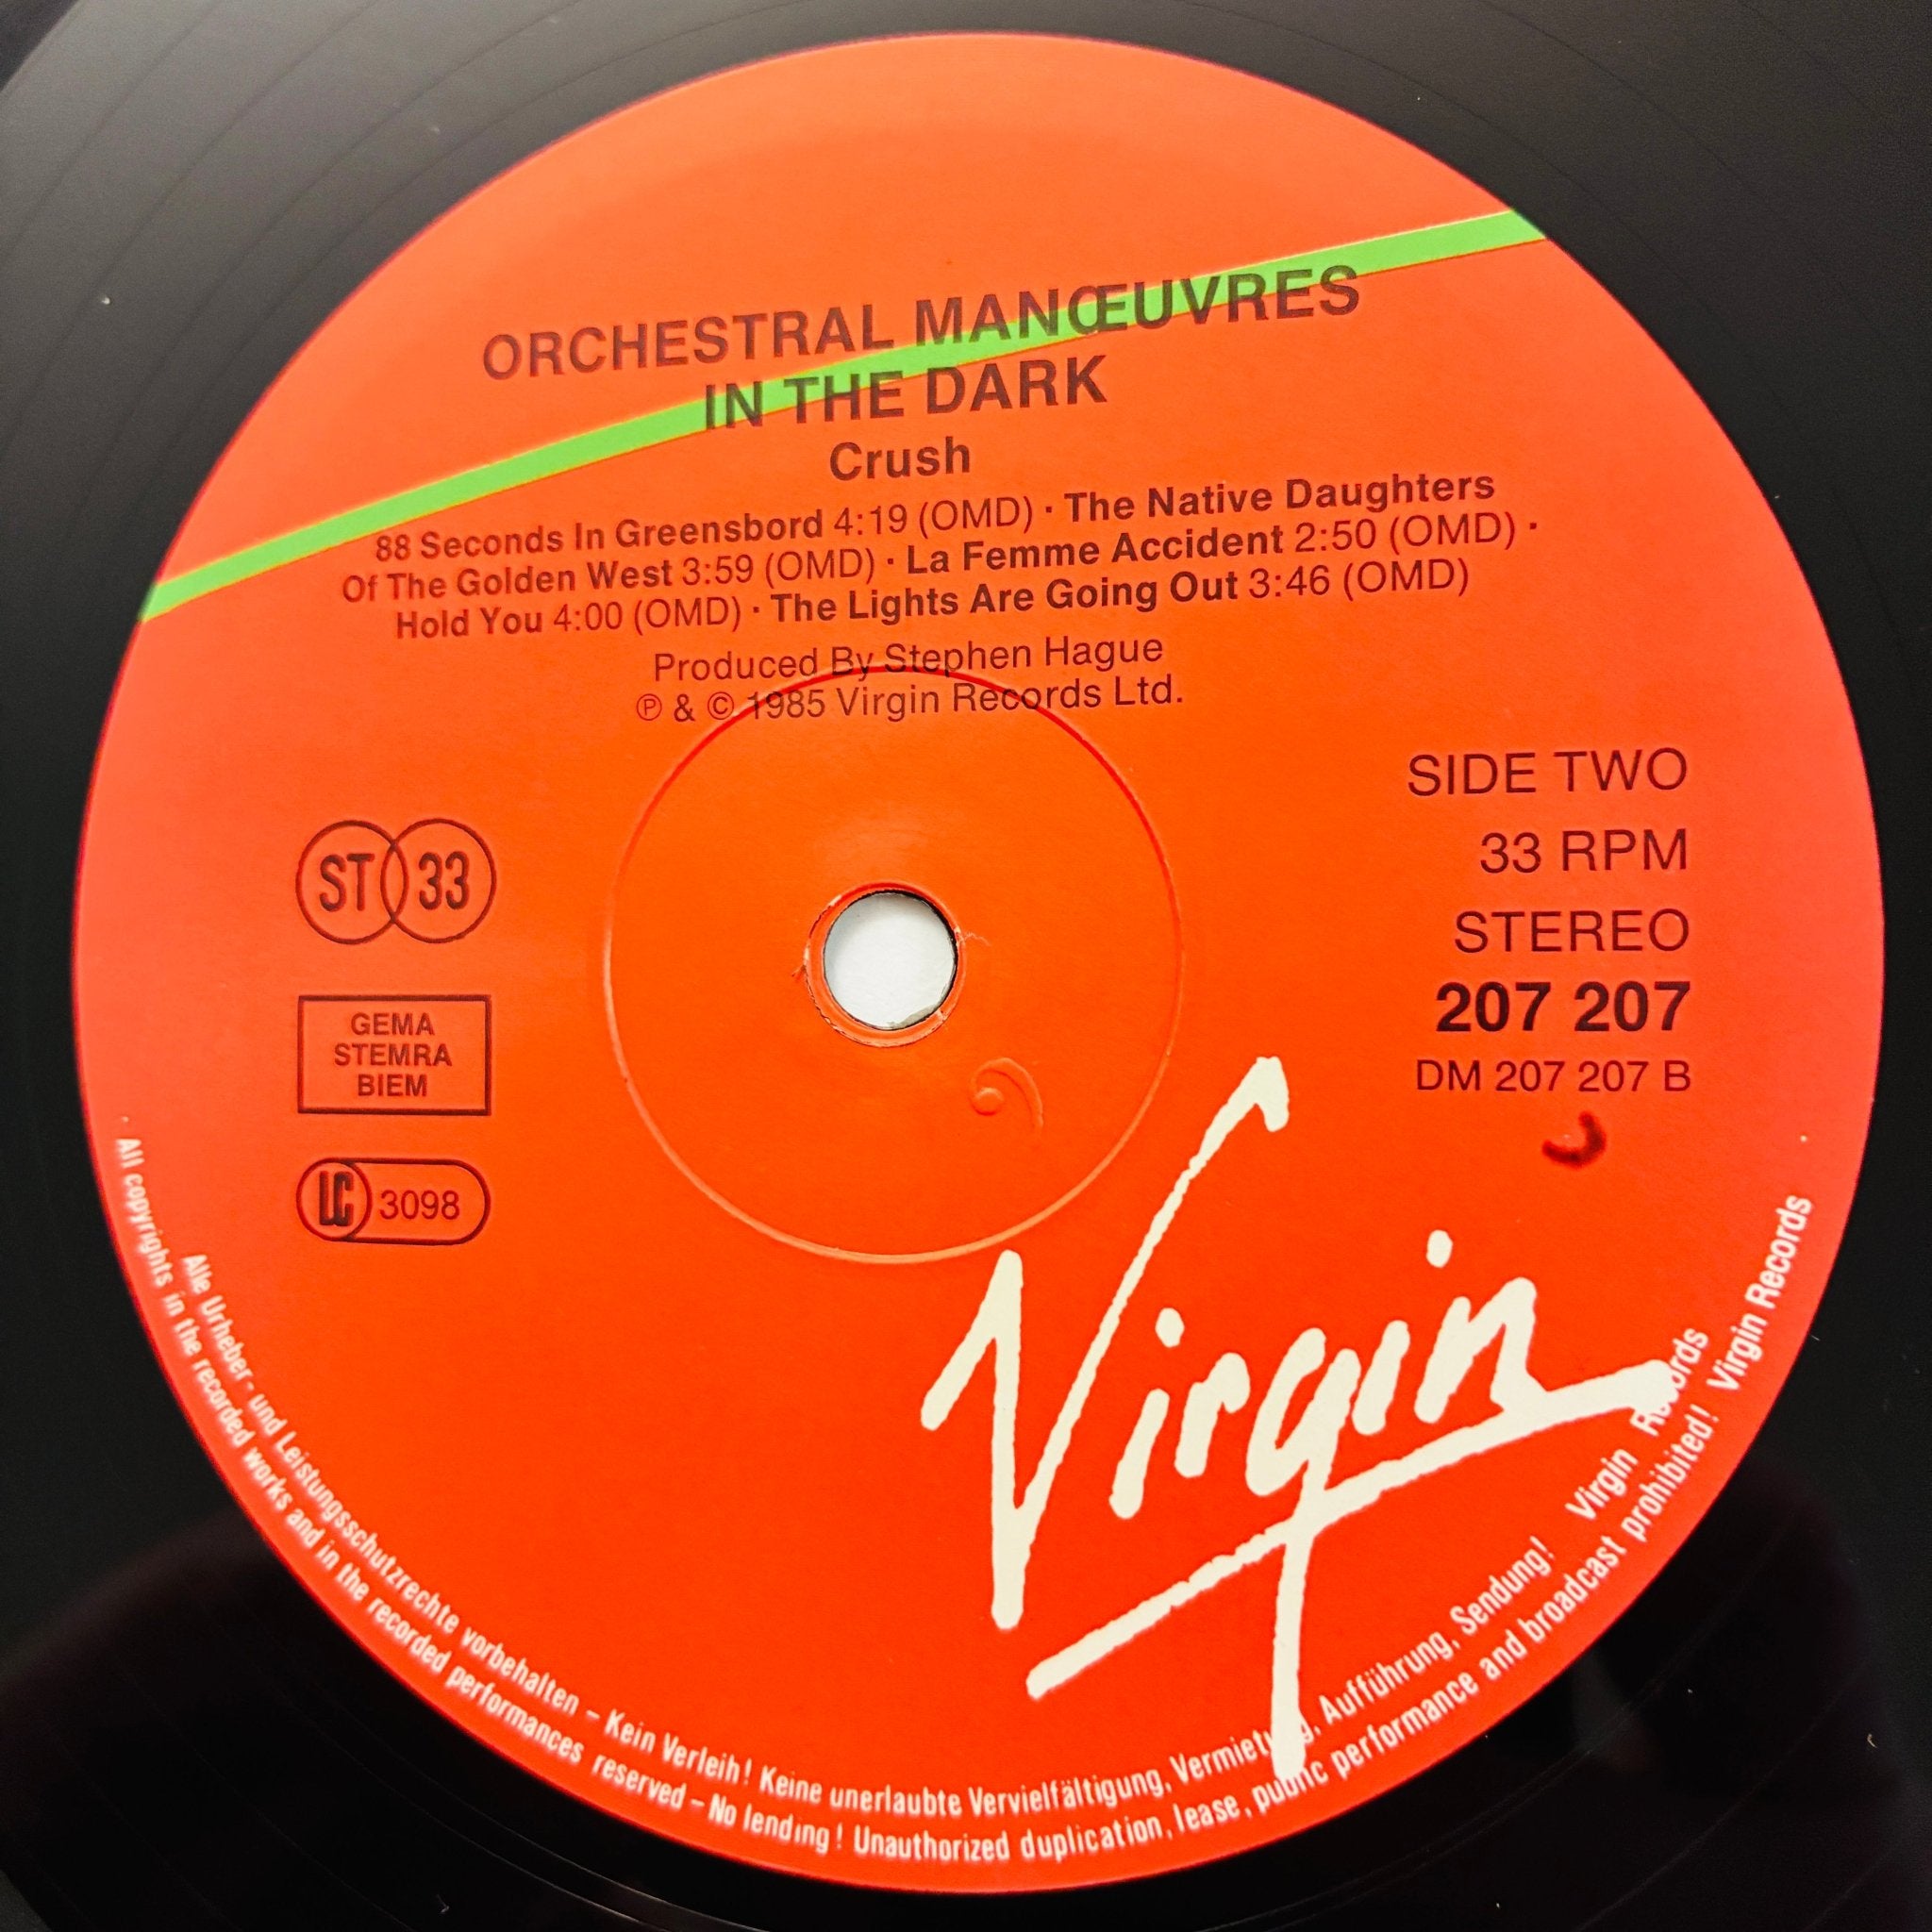 ORCHESTRAL MANŒUVRES
IN THE DARK
Crush
88 Seconds In Greensbord 4:19 (OMD) · The Native Daughters
Of The Golden West 3:59 (OMD) · La Femme Accident 2:50 (OMD) ·
Hold You 4:00 (OMD) · The Lights Are Going Out 3:46 (OMD)
Produced By Stephen Hague
℗ & © 1985 Virgin Records Ltd.
SIDE TWO
33 RPM
STEREO
207 207
DM 207 207 B
ST 33
GEMA
STEMRA
BIEM
LC 3098
Virgin
Alle Urheber- und Leistungsschutzrechte vorbehalten – Kein Verleih! Keine unerlaubte Vervielfältigung, Vermietung, Aufführung, Sendung! Virgin Records
All copyrights in the recorded works and in the recorded performances reserved – No lending! Unauthorized duplication, lease, public performance and broadcast prohibited! Virgin Records